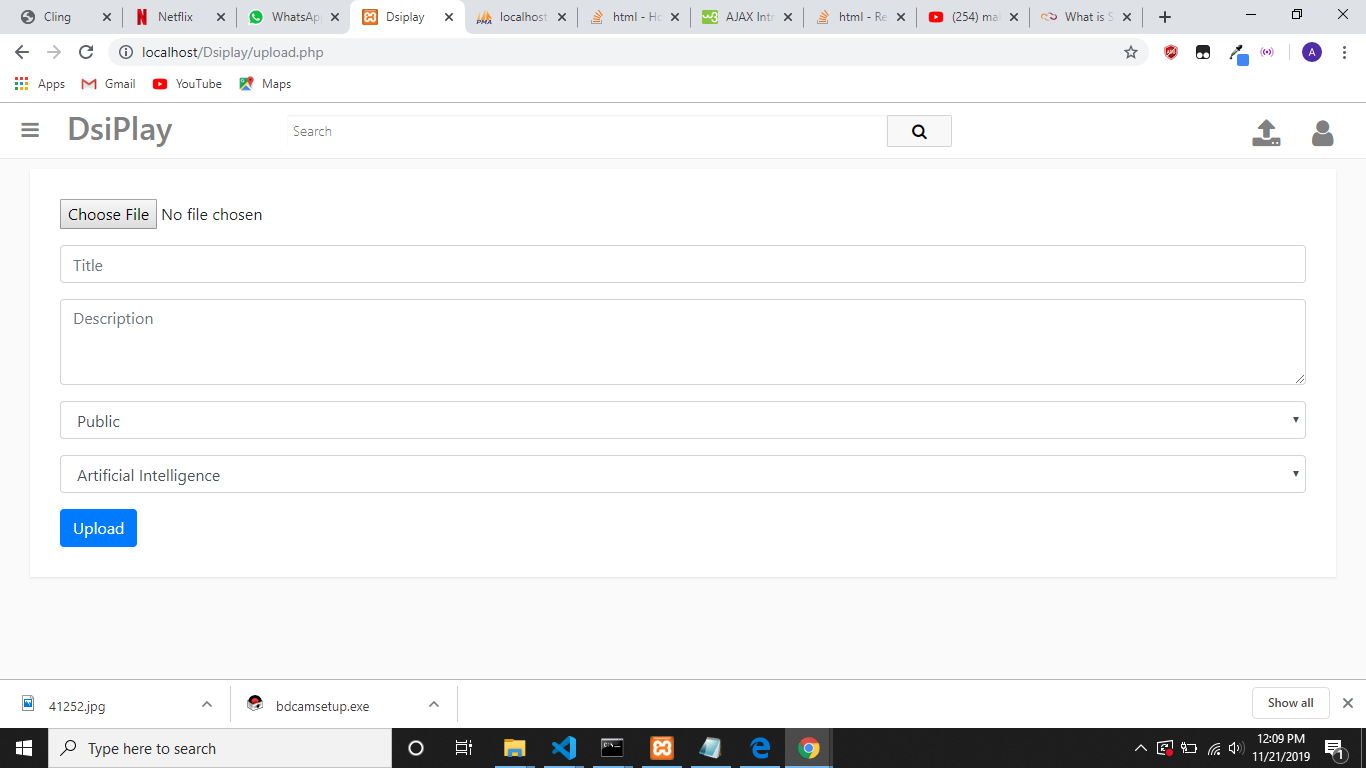 Cling Netflix WhatsAp Dsiplay localhost html - Ho AJAX Intr html - Re (254) ma What is S
localhost/Dsiplay/upload.php A
Apps Gmail YouTube Maps
DsiPlay Search
Choose File No file chosen
Title
Description
Public
Artificial Intelligence
Upload
41252.jpg bdcamsetup.exe Show all
Type here to search
12:09 PM
11/21/2019
1